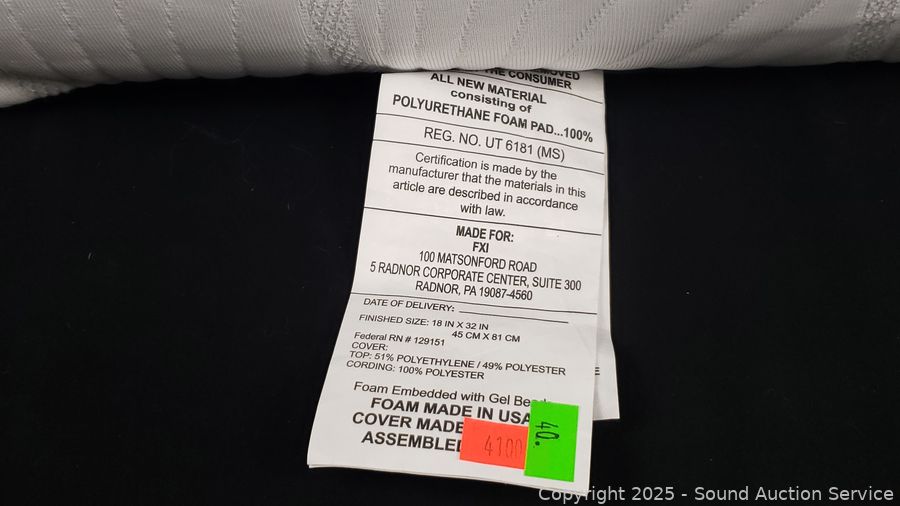 REMOVED
THE CONSUMER
ALL NEW MATERIAL
consisting of
POLYURETHANE FOAM PAD...100%
REG. NO. UT 6181 (MS)
Certification is made by the
manufacturer that the materials in this
article are described in accordance
with law.
MADE FOR:
FXI
100 MATSONFORD ROAD
5 RADNOR CORPORATE CENTER, SUITE 300
RADNOR, PA 19087-4560
DATE OF DELIVERY:
FINISHED SIZE: 18 IN X 32 IN
45 CM X 81 CM
Federal RN # 129151
COVER:
TOP: 51% POLYETHYLENE / 49% POLYESTER
CORDING: 100% POLYESTER
E
Foam Embedded with Gel
FOAM MADE IN USA
COVER MADE
ASSEMBLED
4100
40.
Copyright © 2025 - Sound Auction Service